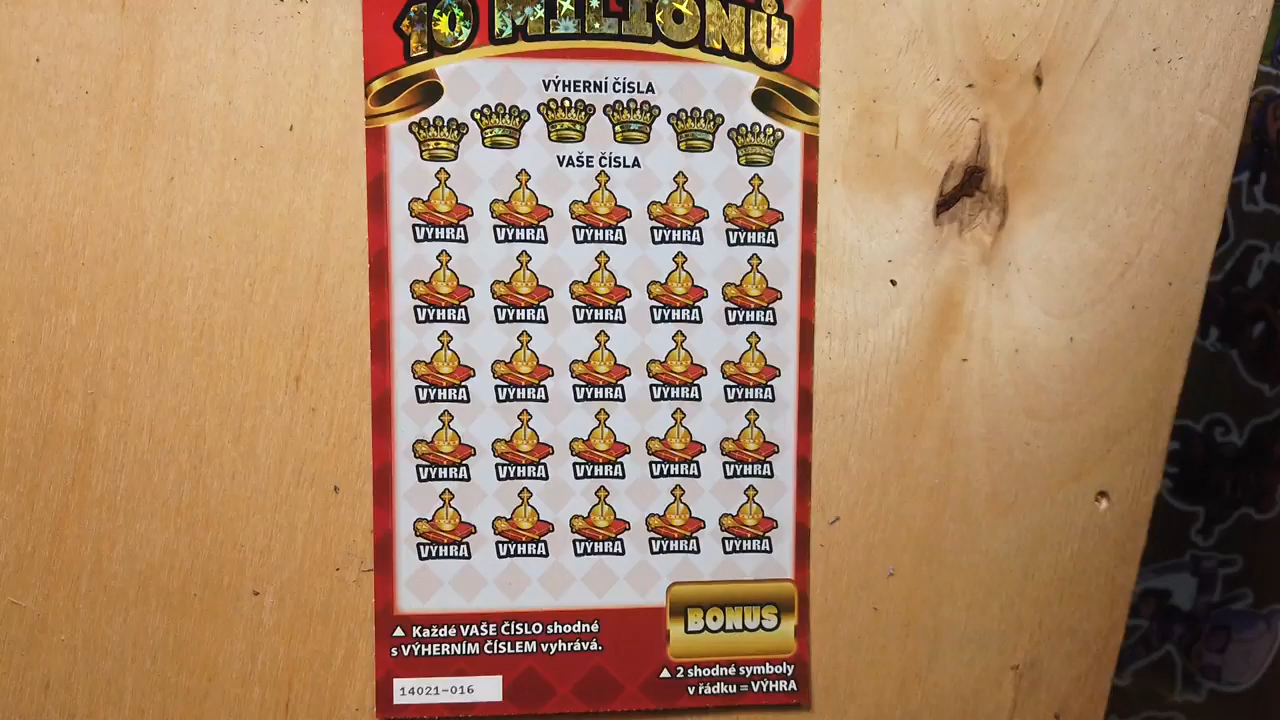 10 MILIONŮ
VÝHERNÍ ČÍSLA
VAŠE ČÍSLA
VÝHRA VÝHRA VÝHRA VÝHRA VÝHRA
VÝHRA VÝHRA VÝHRA VÝHRA VÝHRA
VÝHRA VÝHRA VÝHRA VÝHRA VÝHRA
VÝHRA VÝHRA VÝHRA VÝHRA VÝHRA
VÝHRA VÝHRA VÝHRA VÝHRA VÝHRA
BONUS
▲ Každé VAŠE ČÍSLO shodné
s VÝHERNÍM ČÍSLEM vyhrává.
▲ 2 shodné symboly
v řádku = VÝHRA
14021-016